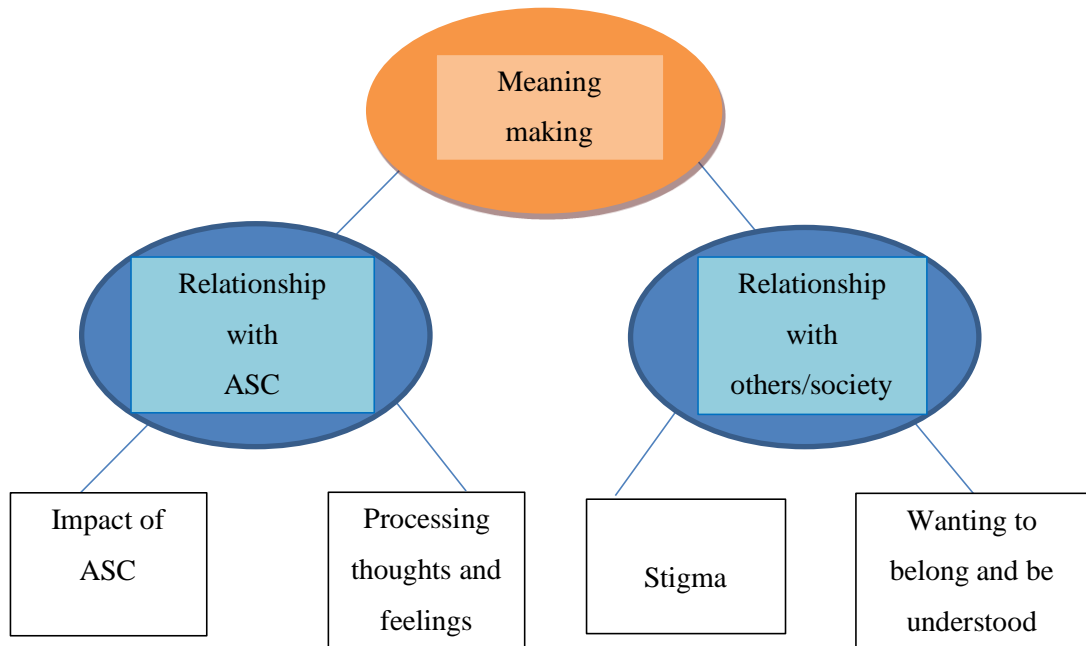 Meaning
making
Relationship
with
ASC
Relationship
with
others/society
Impact of
ASC
Processing
thoughts and
feelings
Stigma
Wanting to
belong and be
understood